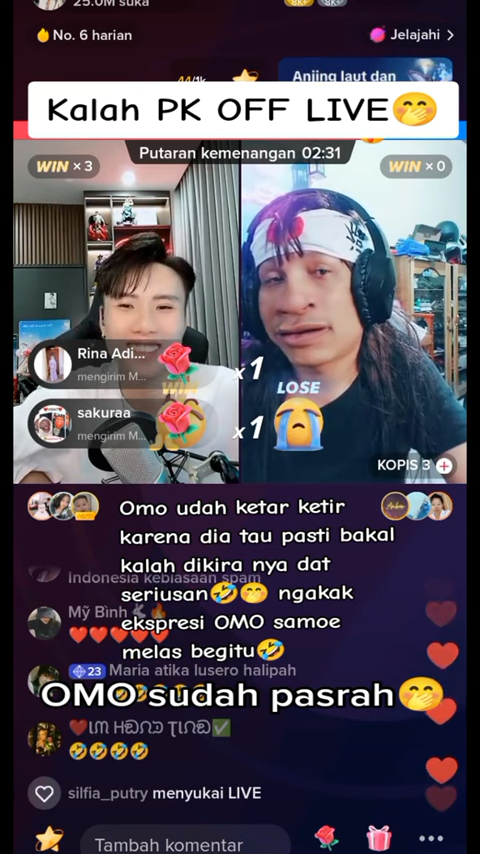 25.0M suka
No. 6 harian
Jelajahi >
Anjing laut dan
Kalah PK OFF LIVE🤭
Putaran kemenangan 02:31
WIN × 3
WIN × 0
Rina Adi...
mengirim M...
x1
LOSE
sakuraa
mengirim M...
x1
KOPIS 3 +
Omo udah ketar ketir
karena dia tau pasti bakal
kalah dikira nya dat
seriusan🤣🤭 ngakak
ekspresi OMO samoe
melas begitu🤣
Indonesia kebiasaan spam
Mỹ Bình
❤️❤️❤️❤️❤️❤️
23 Maria atika lusero halipah
OMO sudah pasrah🤭
🤣🤣🤣🤣
silfia_putry menyukai LIVE
Tambah komentar